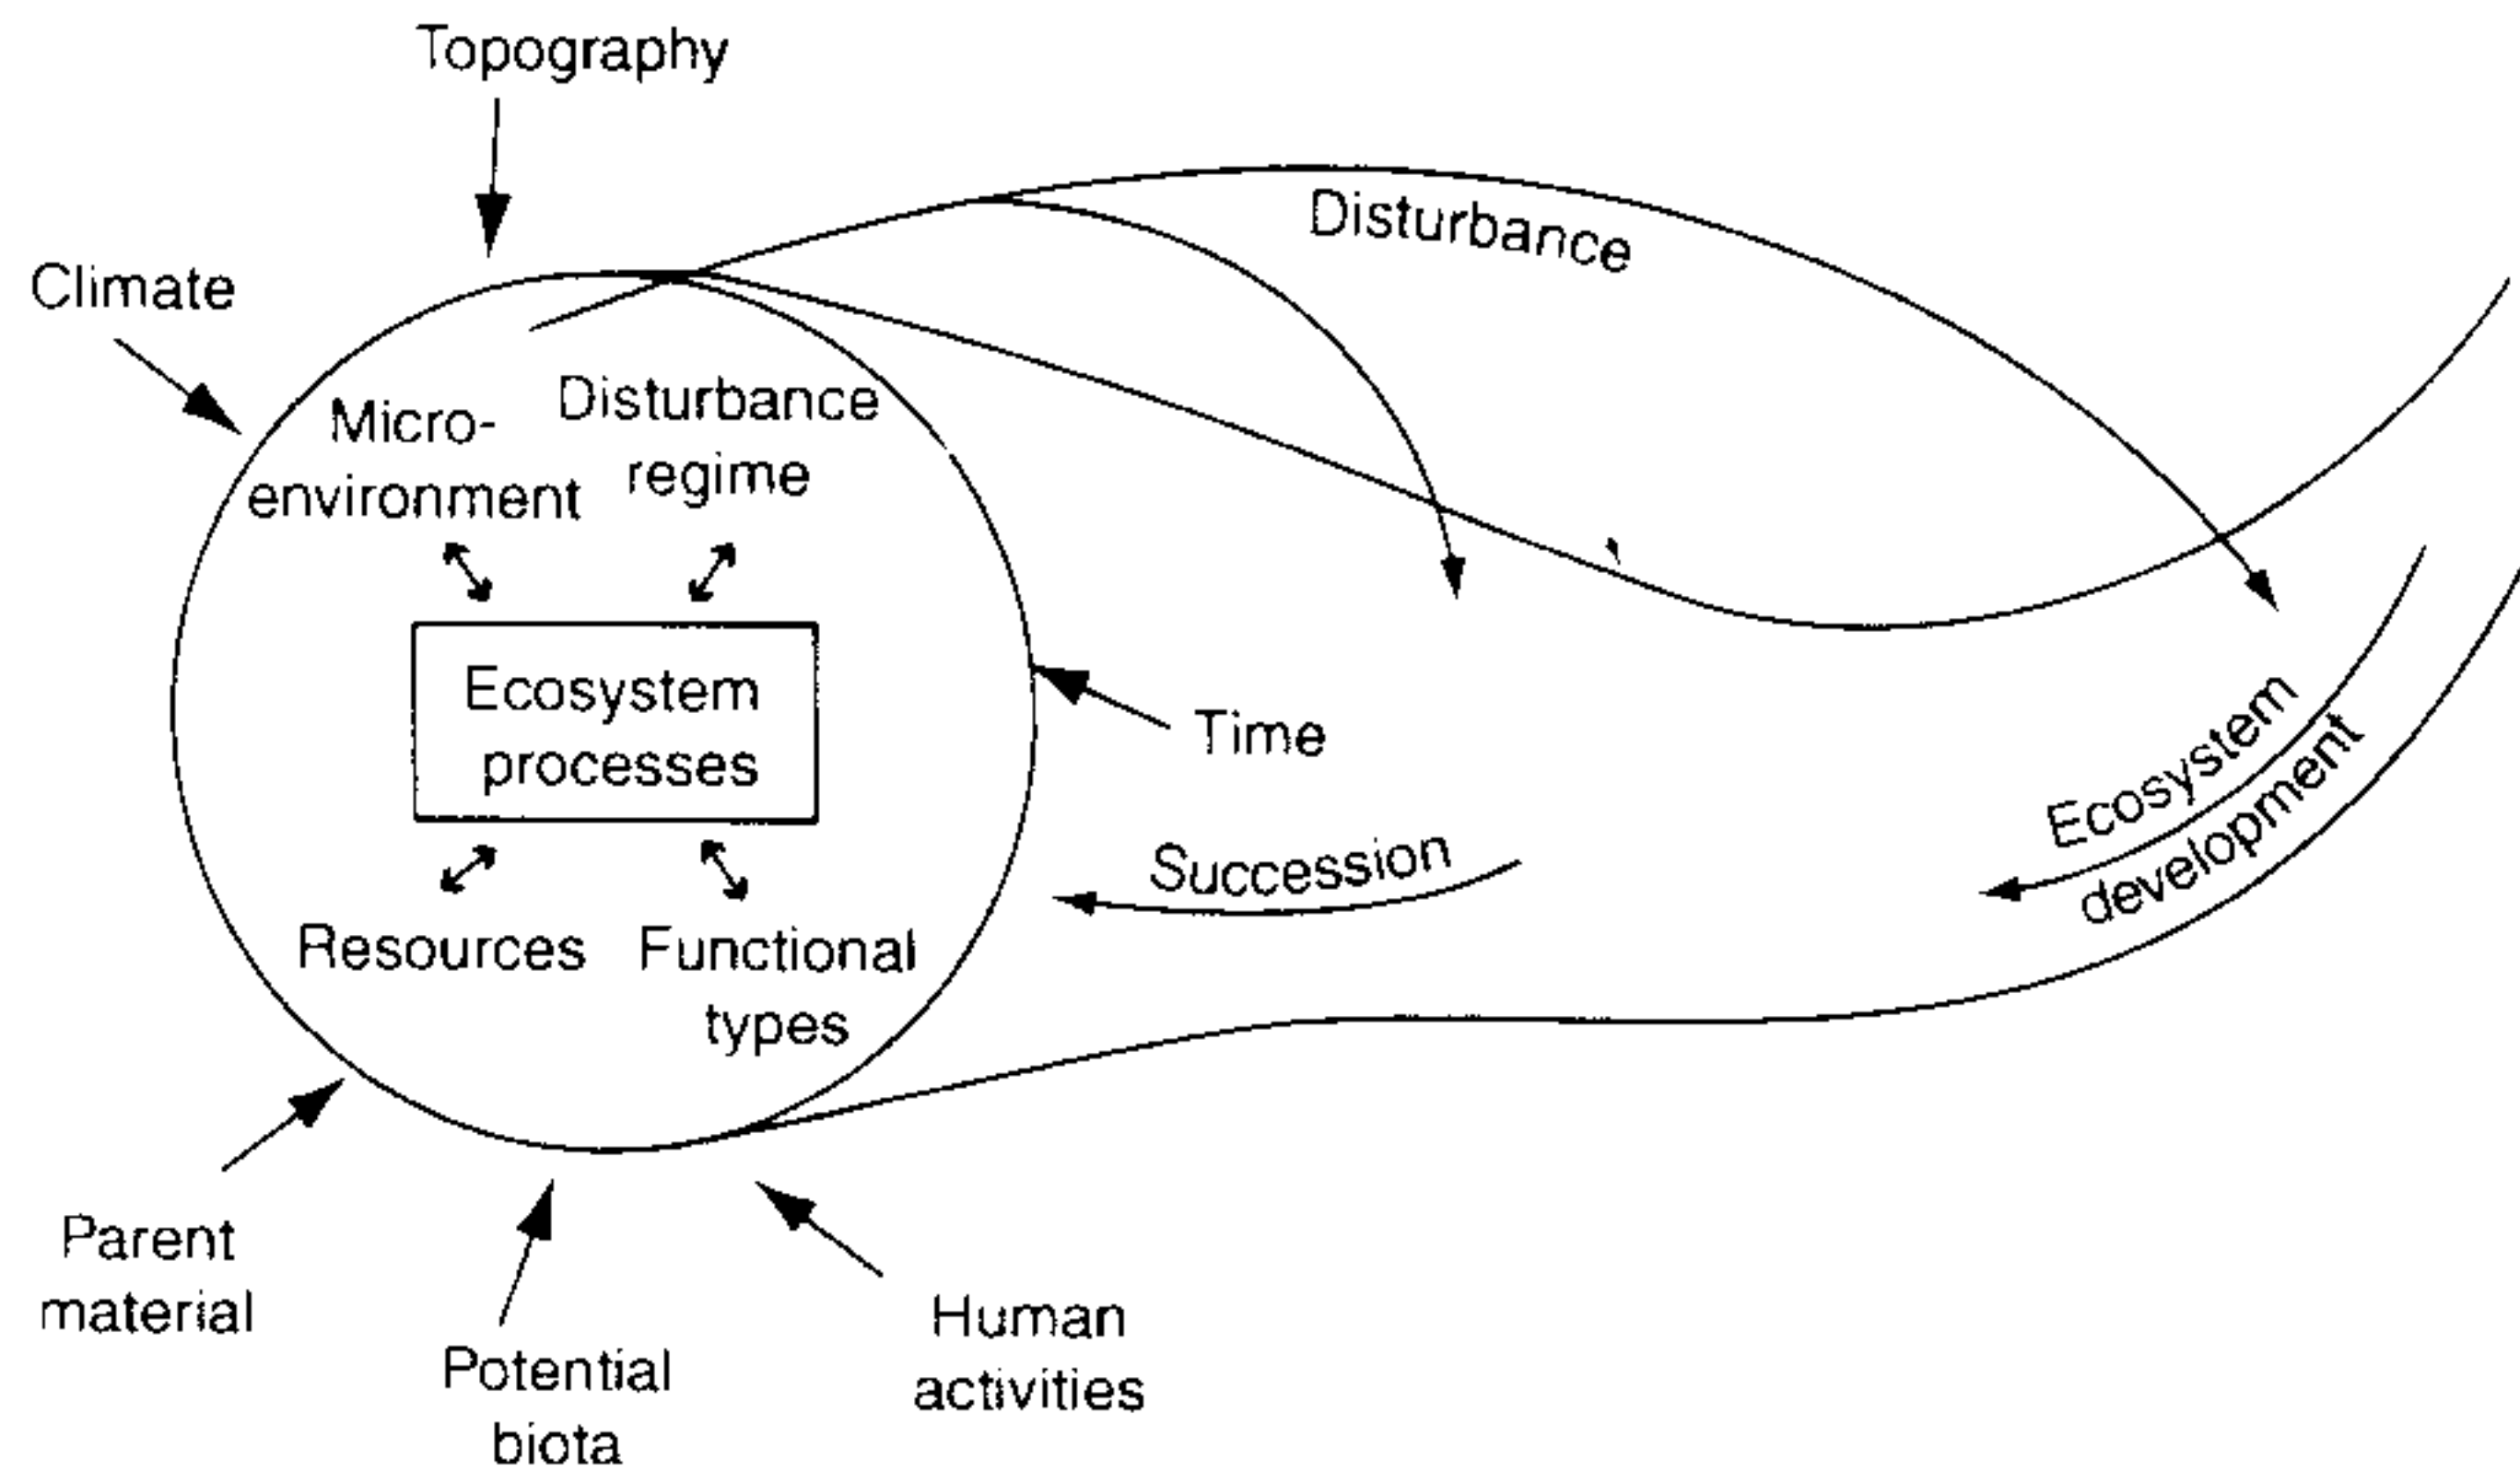 Topography
Climate
Disturbance
Micro-
environment
Disturbance
regime
Ecosystem
processes
Time
Ecosystem
development
Succession
Resources
Functional
types
Parent
material
Potential
biota
Human
activities